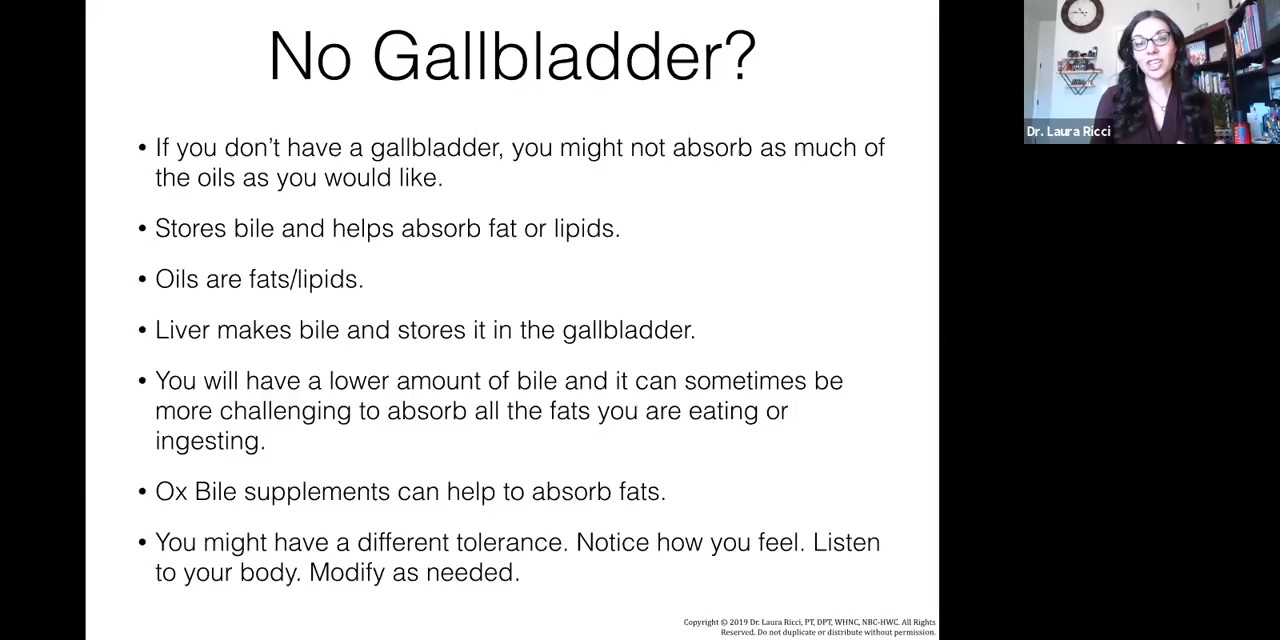 No Gallbladder?
• If you don’t have a gallbladder, you might not absorb as much of
the oils as you would like.
• Stores bile and helps absorb fat or lipids.
• Oils are fats/lipids.
• Liver makes bile and stores it in the gallbladder.
• You will have a lower amount of bile and it can sometimes be
more challenging to absorb all the fats you are eating or
ingesting.
• Ox Bile supplements can help to absorb fats.
• You might have a different tolerance. Notice how you feel. Listen
to your body. Modify as needed.
Copyright © 2019 Dr. Laura Ricci, PT, DPT, WHNC, NBC-HWC. All Rights
Reserved. Do not duplicate or distribute without permission.
Dr. Laura Ricci